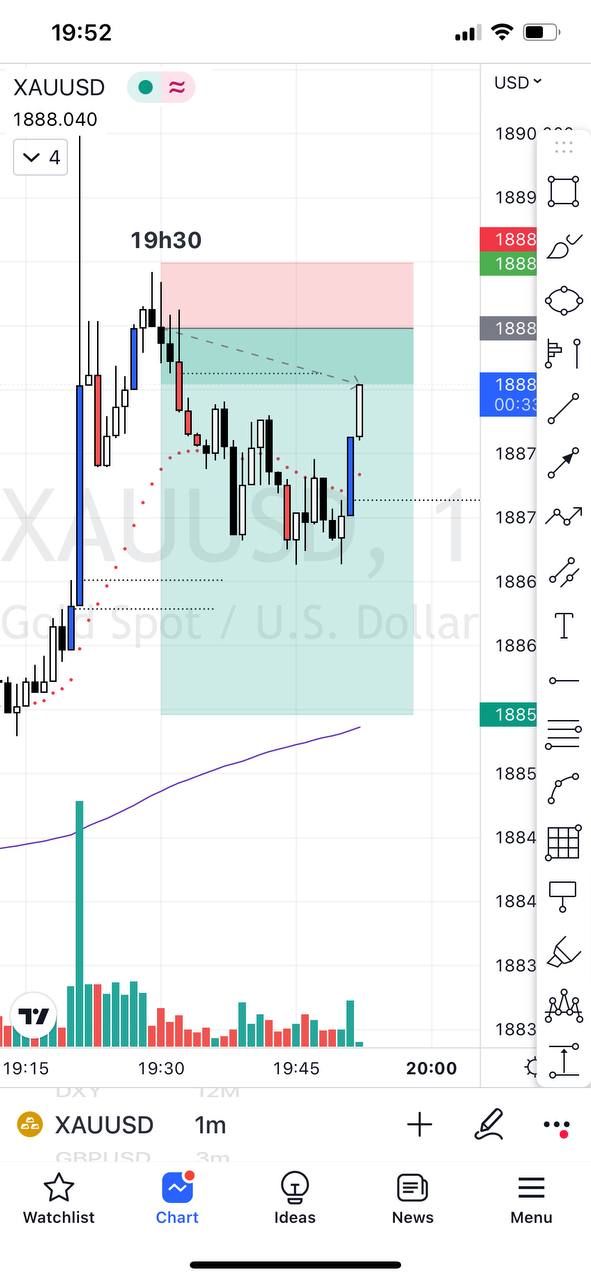 19:52
XAUUSD
USD
1888.040
4
1890
1889
19h30
1888
1888
1888
1888
00:33
1887
XAUUSD, 1
1887
1886
Gold Spot / U.S. Dollar
1886
1885
1885
1884
1884
1883
1883
19:15 19:30 19:45 20:00
DXY 12M
XAUUSD 1m
GBPUSD 3m
Watchlist Chart Ideas News Menu